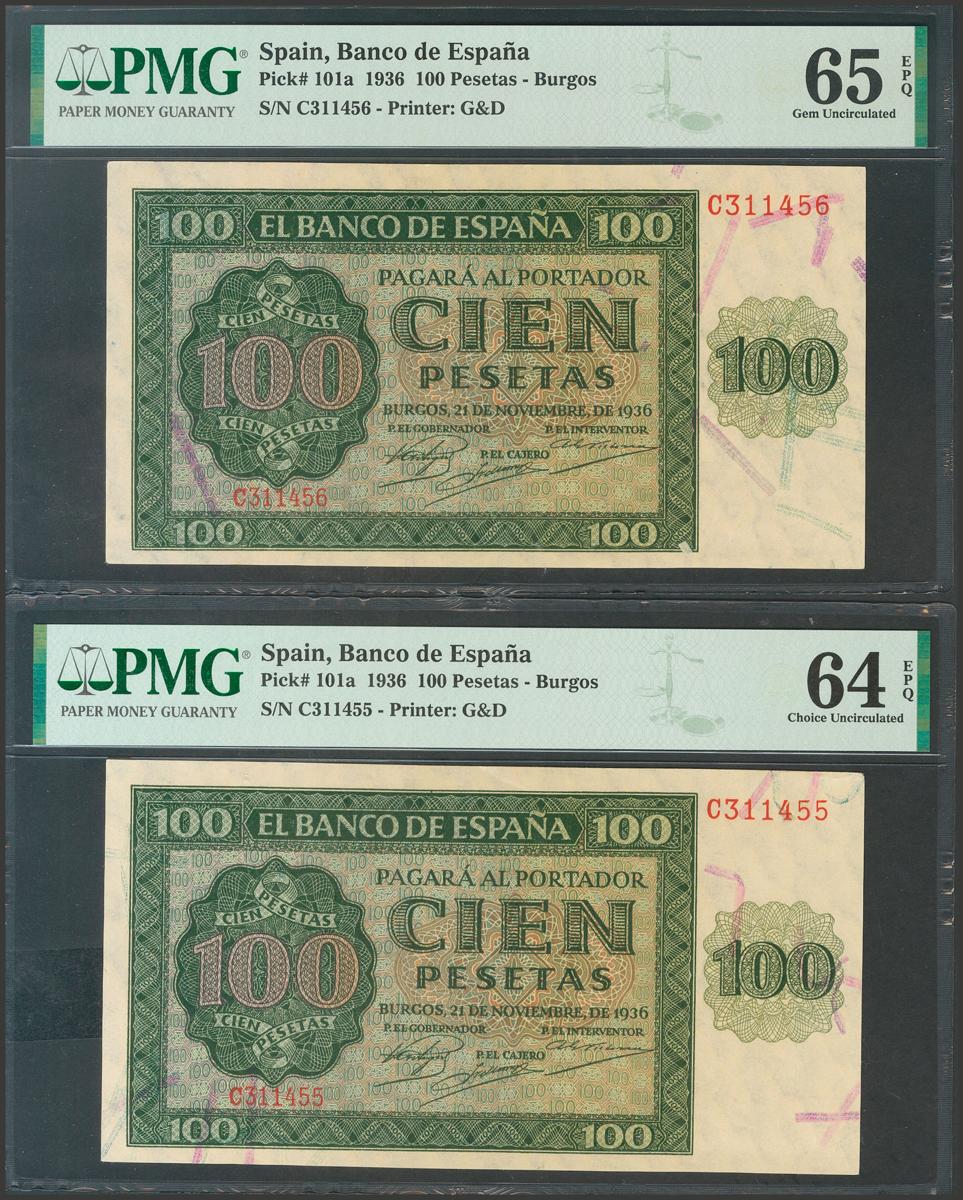 PMG®
PAPER MONEY GUARANTY
Spain, Banco de España
Pick# 101a 1936 100 Pesetas - Burgos
S/N C311456 - Printer: G&D
65
EPQ
Gem Uncirculated
100 EL BANCO DE ESPAÑA 100
C311456
PAGARÁ AL PORTADOR
CIEN
PESETAS
CIEN PESETAS
100
CIEN PESETAS
100
BURGOS, 21 DE NOVIEMBRE, DE 1936
P. EL GOBERNADOR P. EL INTERVENTOR
P. EL CAJERO
C311456
100 100
PMG®
PAPER MONEY GUARANTY
Spain, Banco de España
Pick# 101a 1936 100 Pesetas - Burgos
S/N C311455 - Printer: G&D
64
EPQ
Choice Uncirculated
100 EL BANCO DE ESPAÑA 100
C311455
PAGARÁ AL PORTADOR
CIEN
PESETAS
CIEN PESETAS
100
CIEN PESETAS
100
BURGOS, 21 DE NOVIEMBRE, DE 1936
P. EL GOBERNADOR P. EL INTERVENTOR
P. EL CAJERO
C311455
100 100